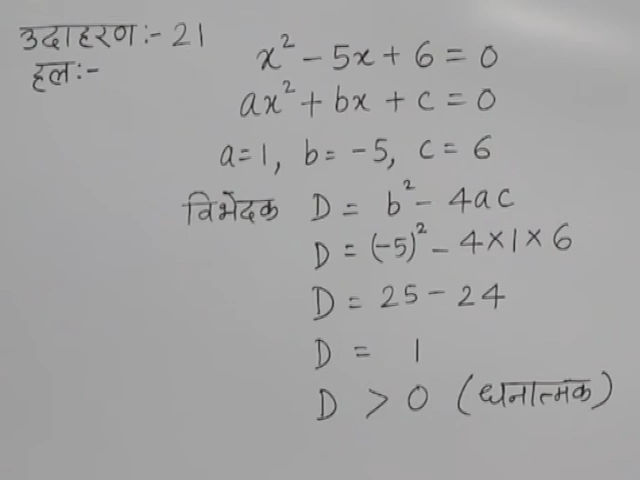 उदाहरण:- 21
हल:-
x² - 5x + 6 = 0
ax² + bx + c = 0
a=1, b= -5, c= 6
विभेदक D = b² - 4ac
D = (-5)² - 4×1×6
D = 25 - 24
D = 1
D > 0 (धनात्मक)